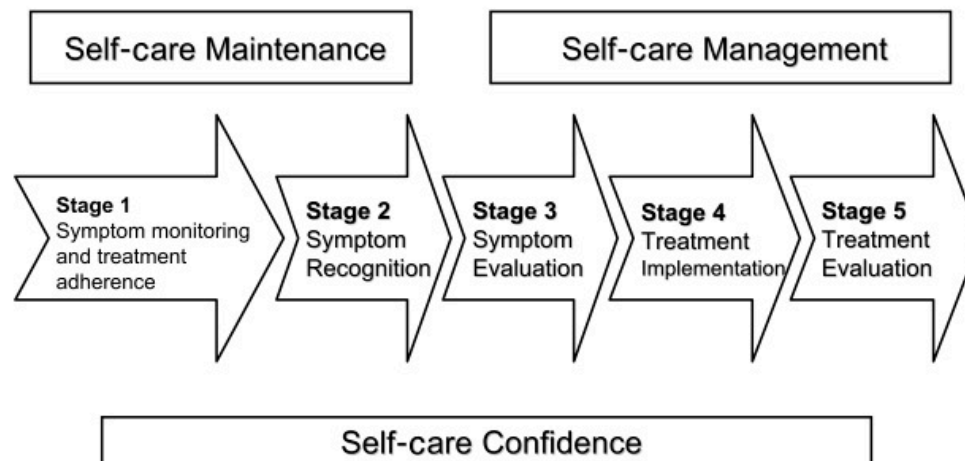 Self-care Maintenance
Self-care Management
Stage 1
Symptom monitoring
and treatment
adherence
Stage 2
Symptom
Recognition
Stage 3
Symptom
Evaluation
Stage 4
Treatment
Implementation
Stage 5
Treatment
Evaluation
Self-care Confidence